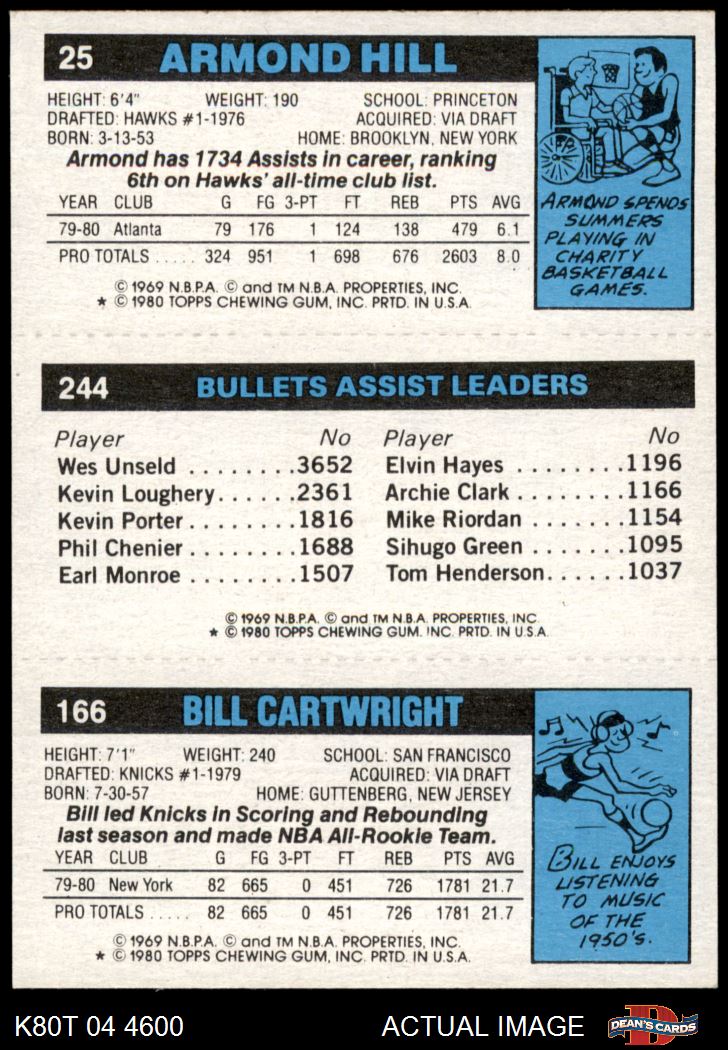 25 ARMOND HILL
HEIGHT: 6'4" WEIGHT: 190 SCHOOL: PRINCETON
DRAFTED: HAWKS #1-1976 ACQUIRED: VIA DRAFT
BORN: 3-13-53 HOME: BROOKLYN, NEW YORK
Armond has 1734 Assists in career, ranking
6th on Hawks' all-time club list.
YEAR CLUB G FG 3-PT FT REB PTS AVG
79-80 Atlanta 79 176 1 124 138 479 6.1
PRO TOTALS ..... 324 951 1 698 676 2603 8.0
© 1969 N.B.P.A. © and TM N.B.A. PROPERTIES, INC.
★ © 1980 TOPPS CHEWING GUM, INC. PRTD. IN U.S.A.
ARMOND SPENDS
SUMMERS
PLAYING IN
CHARITY
BASKETBALL
GAMES.
244 BULLETS ASSIST LEADERS
Player No Player No
Wes Unseld ........3652 Elvin Hayes ........1196
Kevin Loughery......2361 Archie Clark ........1166
Kevin Porter........1816 Mike Riordan .......1154
Phil Chenier........1688 Sihugo Green .......1095
Earl Monroe ........1507 Tom Henderson......1037
© 1969 N.B.P.A. © and TM N.B.A. PROPERTIES, INC
★ © 1980 TOPPS CHEWING GUM. INC. PRTD. IN U.S.A.
166 BILL CARTWRIGHT
HEIGHT: 7'1" WEIGHT: 240 SCHOOL: SAN FRANCISCO
DRAFTED: KNICKS #1-1979 ACQUIRED: VIA DRAFT
BORN: 7-30-57 HOME: GUTTENBERG, NEW JERSEY
Bill led Knicks in Scoring and Rebounding
last season and made NBA All-Rookie Team.
YEAR CLUB G FG 3-PT FT REB PTS AVG
79-80 New York 82 665 0 451 726 1781 21.7
PRO TOTALS ..... 82 665 0 451 726 1781 21.7
© 1969 N.B.P.A. © and TM N.B.A. PROPERTIES, INC.
★ © 1980 TOPPS CHEWING GUM, INC. PRTD. IN U.S.A.
BILL ENJOYS
LISTENING
TO MUSIC
OF THE
1950'S.
K80T 04 4600 ACTUAL IMAGE D DEAN'S CARDS